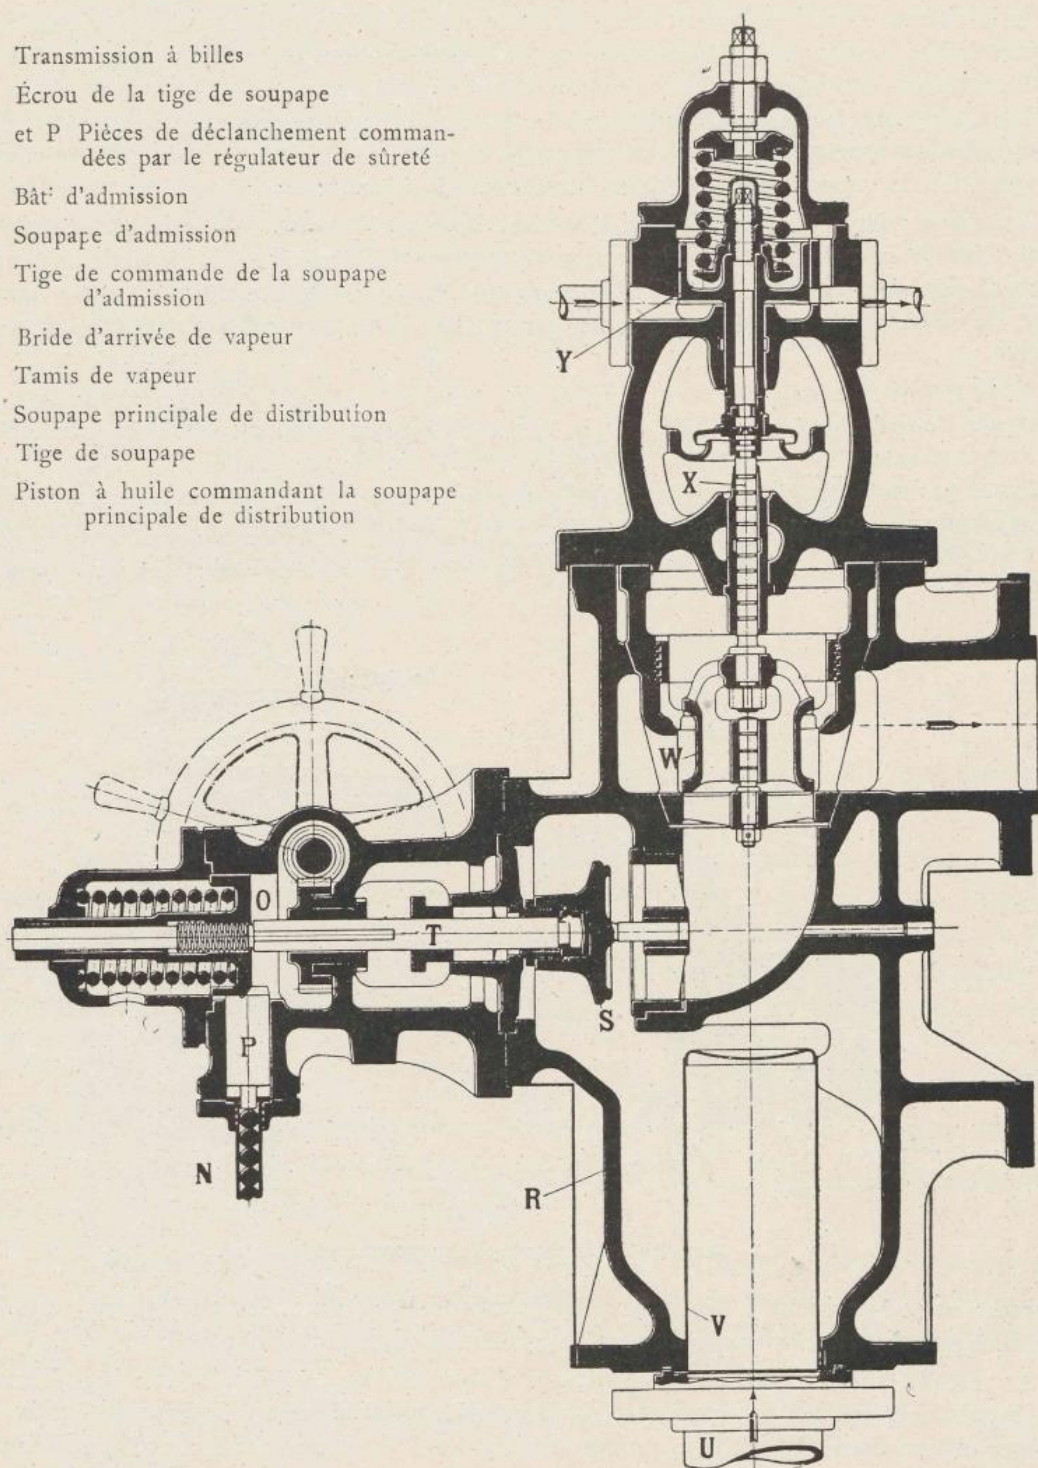 Transmission à billes
Écrou de la tige de soupape
et P Pièces de déclanchement comman-
dées par le régulateur de sûreté
Bât: d'admission
Soupape d'admission
Tige de commande de la soupape
d'admission
Bride d'arrivée de vapeur
Tamis de vapeur
Soupape principale de distribution
Tige de soupape
Piston à huile commandant la soupape
principale de distribution
Y
X
W
O
T
S
P
N
R
V
U